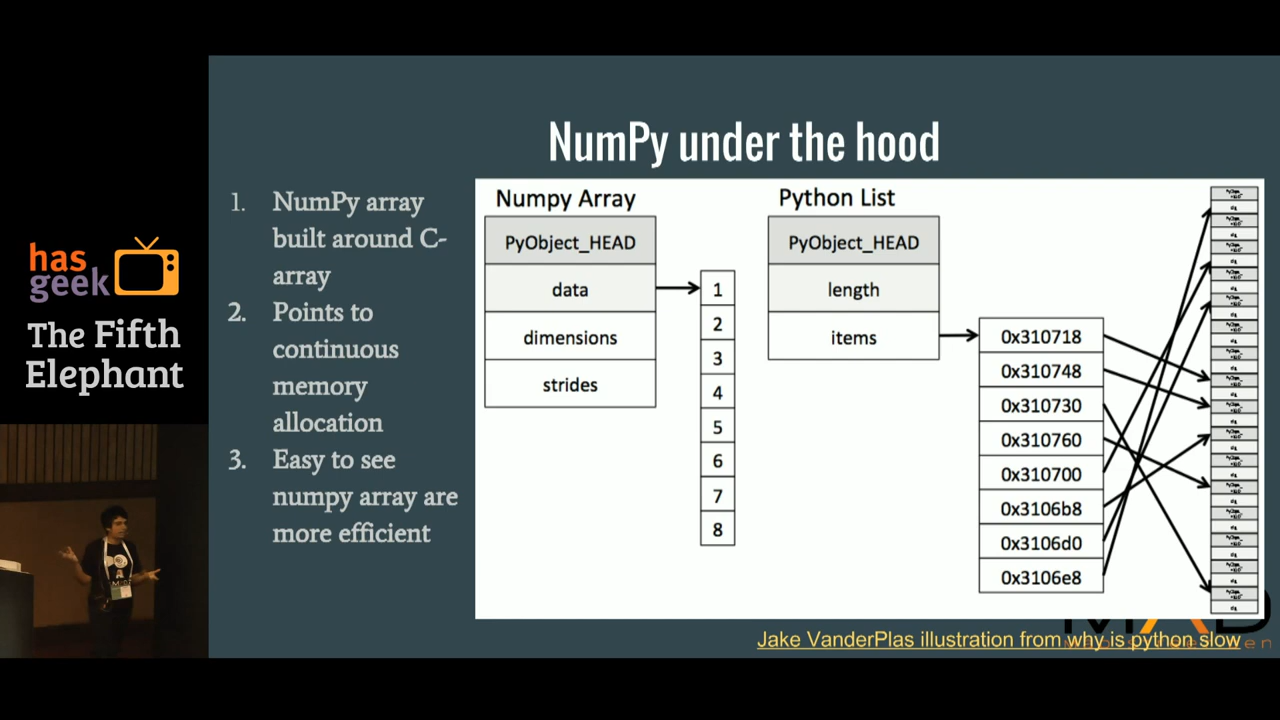 NumPy under the hood
has
geek
The Fifth
Elephant
1. NumPy array
built around C-
array
2. Points to
continuous
memory
allocation
3. Easy to see
numpy array are
more efficient
Numpy Array
PyObject_HEAD
data
dimensions
strides
1
2
3
4
5
6
7
8
Python List
PyObject_HEAD
length
items
0x310718
0x310748
0x310730
0x310760
0x310700
0x3106b8
0x3106d0
0x3106e8
Jake VanderPlas illustration from why is python slow